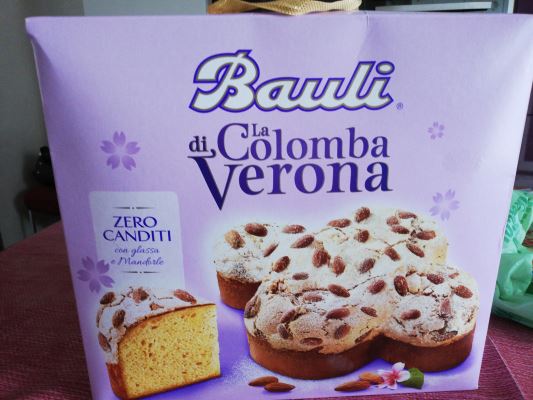 Bauli®
La
di Colomba
Verona
ZERO
CANDITI
con glassa
e Mandorle